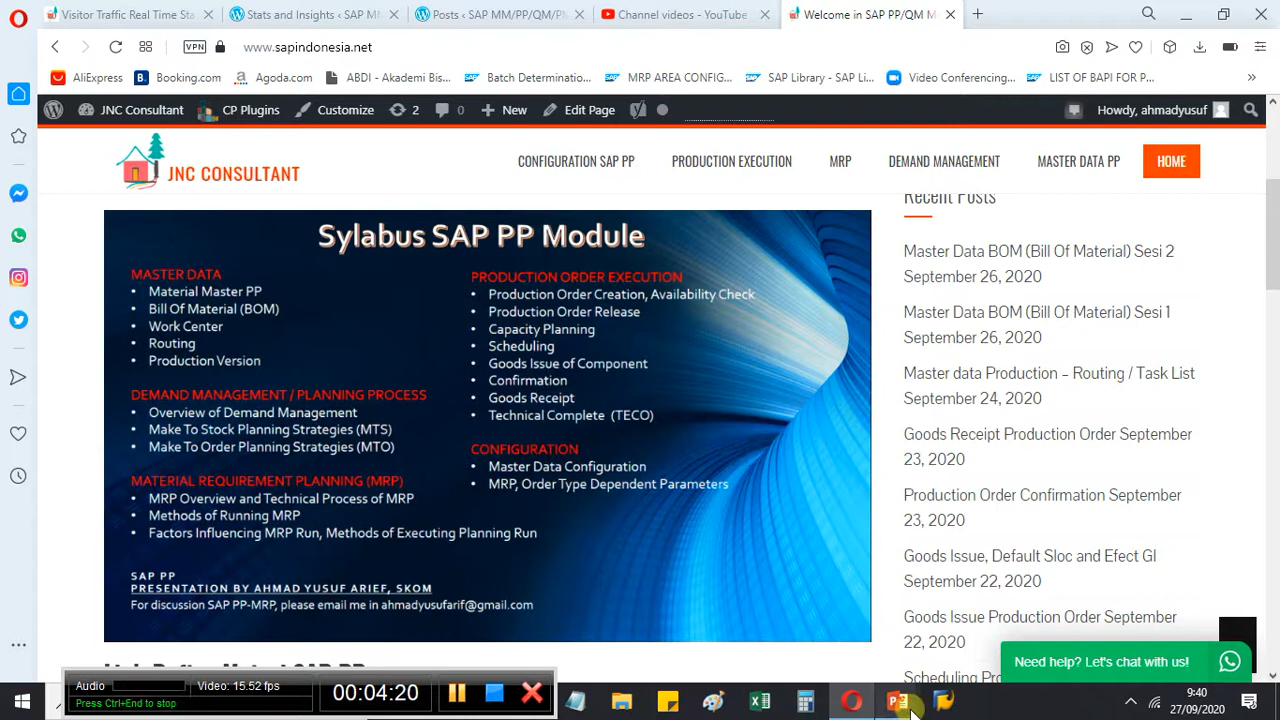 Visitor Traffic Real Time Sta
Stats and Insights ‹ SAP MM
Posts ‹ SAP MM/PP/QM/PM
Channel videos - YouTube
Welcome in SAP PP/QM M
VPN
www.sapindonesia.net
AliExpress
Booking.com
Agoda.com
ABDI - Akademi Bis...
Batch Determinatio...
MRP AREA CONFIG...
SAP Library - SAP Li...
Video Conferencing...
LIST OF BAPI FOR P...
JNC Consultant
CP Plugins
Customize
2
0
New
Edit Page
Howdy, ahmadyusuf
JNC CONSULTANT
CONFIGURATION SAP PP
PRODUCTION EXECUTION
MRP
DEMAND MANAGEMENT
MASTER DATA PP
HOME
Sylabus SAP PP Module
MASTER DATA
• Material Master PP
• Bill Of Material (BOM)
• Work Center
• Routing
• Production Version
DEMAND MANAGEMENT / PLANNING PROCESS
• Overview of Demand Management
• Make To Stock Planning Strategies (MTS)
• Make To Order Planning Strategies (MTO)
MATERIAL REQUIREMENT PLANNING (MRP)
• MRP Overview and Technical Process of MRP
• Methods of Running MRP
• Factors Influencing MRP Run, Methods of Executing Planning Run
PRODUCTION ORDER EXECUTION
• Production Order Creation, Availability Check
• Production Order Release
• Capacity Planning
• Scheduling
• Goods Issue of Component
• Confirmation
• Goods Receipt
• Technical Complete (TECO)
CONFIGURATION
• Master Data Configuration
• MRP, Order Type Dependent Parameters
SAP PP
PRESENTATION BY AHMAD YUSUF ARIEF, SKOM
For discussion SAP PP-MRP, please email me in ahmadyusufarif@gmail.com
Recent Posts
Master Data BOM (Bill Of Material) Sesi 2
September 26, 2020
Master Data BOM (Bill Of Material) Sesi 1
September 26, 2020
Master data Production – Routing / Task List
September 24, 2020
Goods Receipt Production Order September
23, 2020
Production Order Confirmation September
23, 2020
Goods Issue, Default Sloc and Efect GI
September 22, 2020
Goods Issue Production Order September
22, 2020
Need help? Let's chat with us!
Audio
Video: 15.52 fps
Press Ctrl+End to stop
00:04:20
9:40
27/09/2020